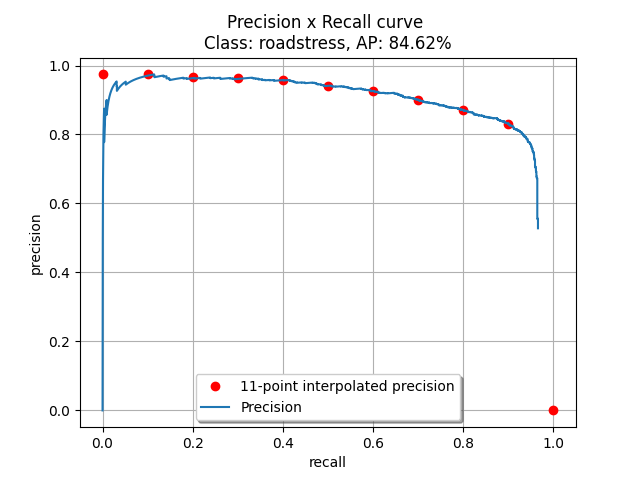 Precision x Recall curve
Class: roadstress, AP: 84.62%
1.0
0.8
0.6
0.4
0.2
0.0
precision
11-point interpolated precision
Precision
0.0 0.2 0.4 0.6 0.8 1.0
recall